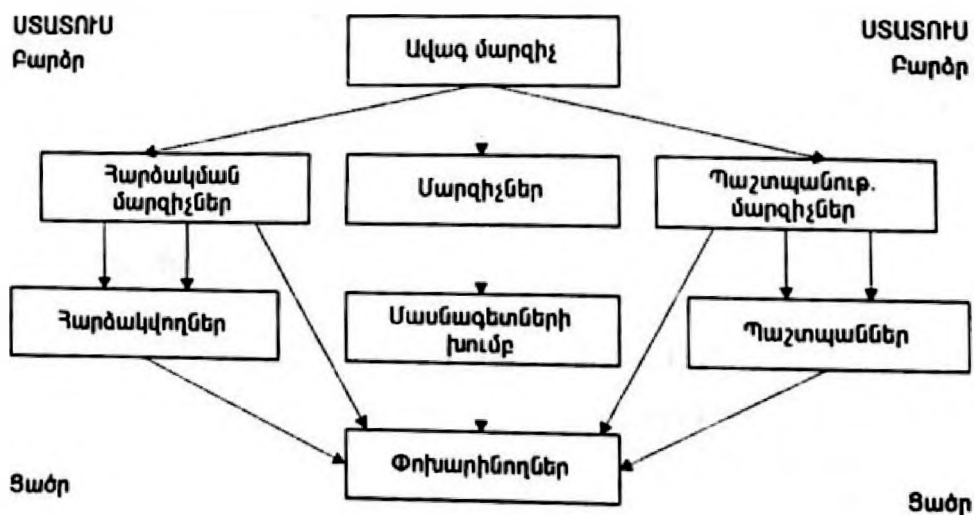 ՍՏԱՏՈՒՍ
Բարձր
Ավագ մարզիչ
ՍՏԱՏՈՒՍ
Բարձր
Հարձակման
մարզիչներ
Մարզիչներ
Պաշտպանութ.
մարզիչներ
Հարձակվողներ
Մասնագետների
խումբ
Պաշտպաններ
Փոխարինողներ
Ցածր
Ցածր